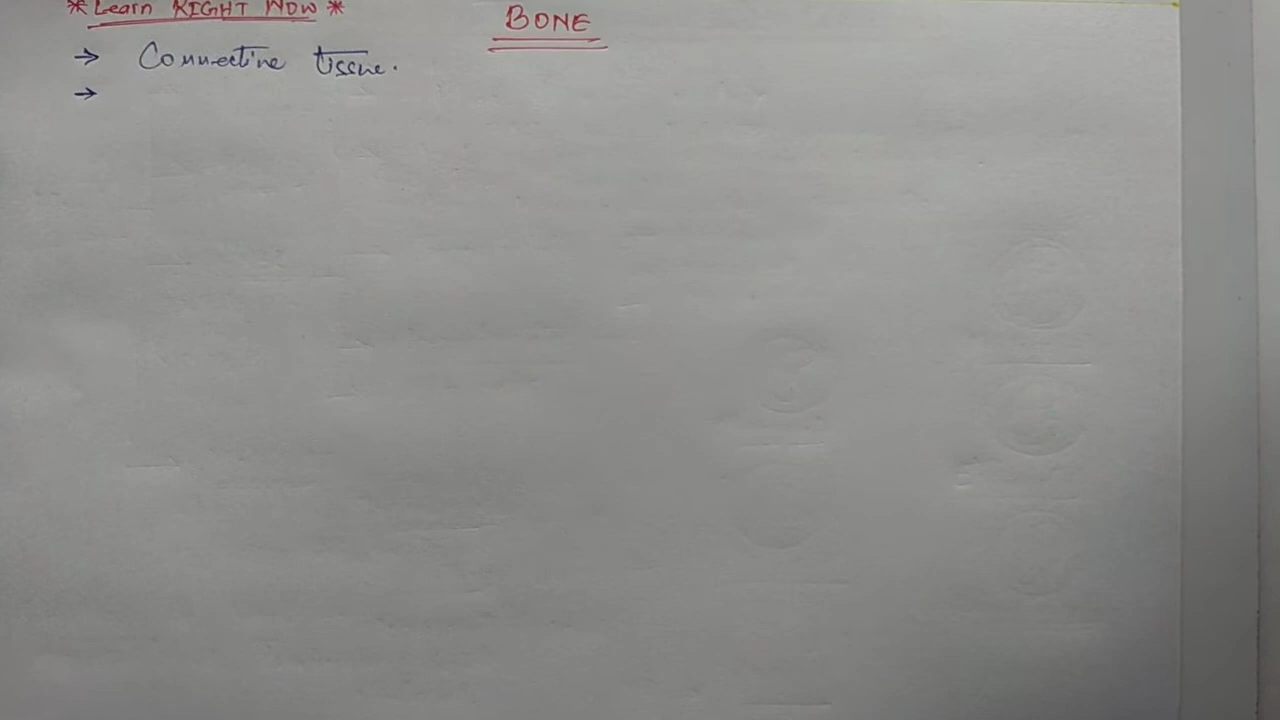 * Learn RIGHT NOW *
BONE
→ Connective tissue.
→